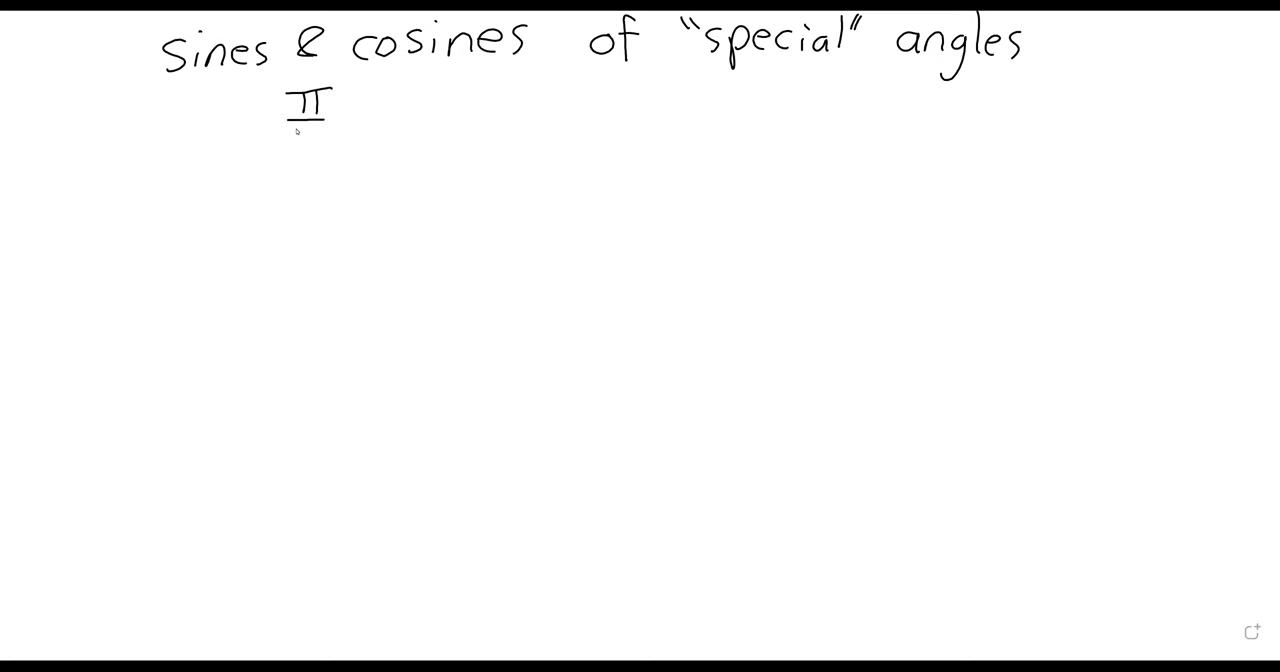 sines & cosines of "special" angles
π